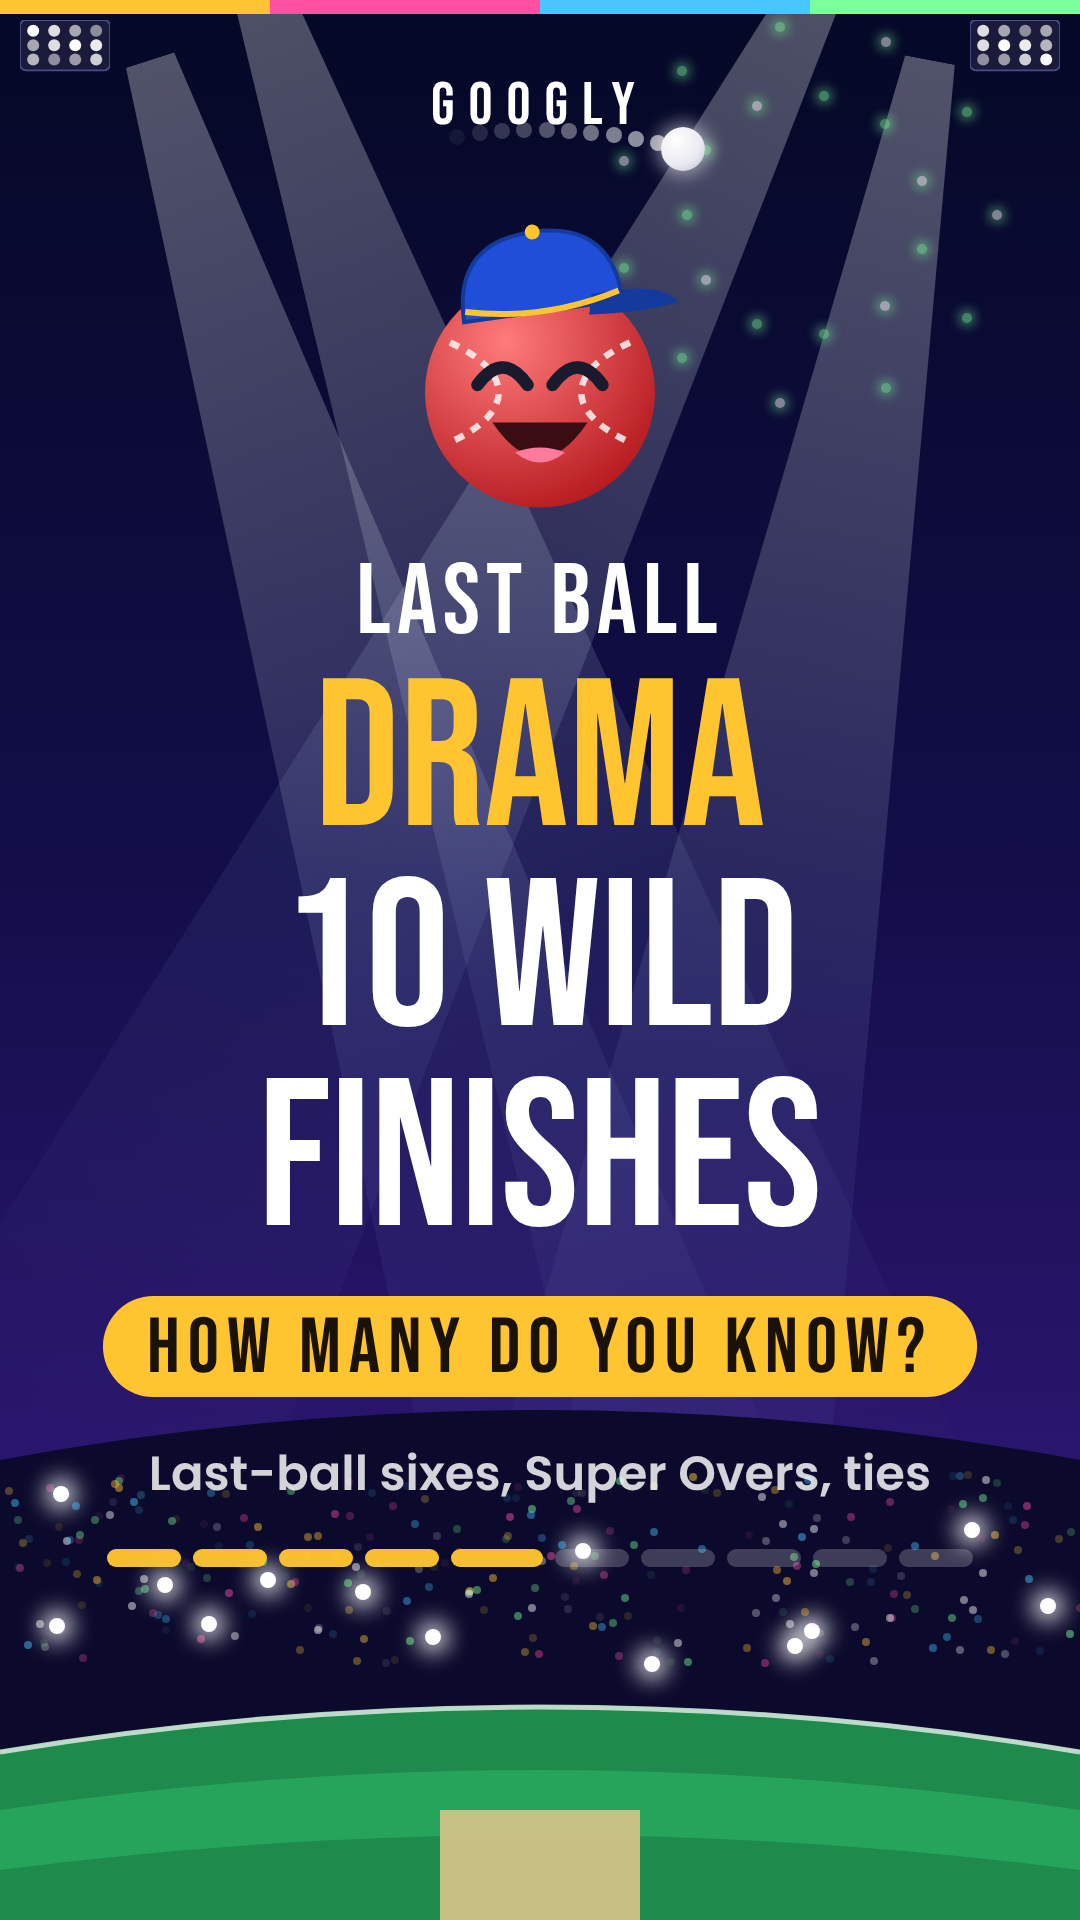 GOOGLY
LAST BALL
DRAMA
10 WILD
FINISHES
HOW MANY DO YOU KNOW?
Last-ball sixes, Super Overs, ties